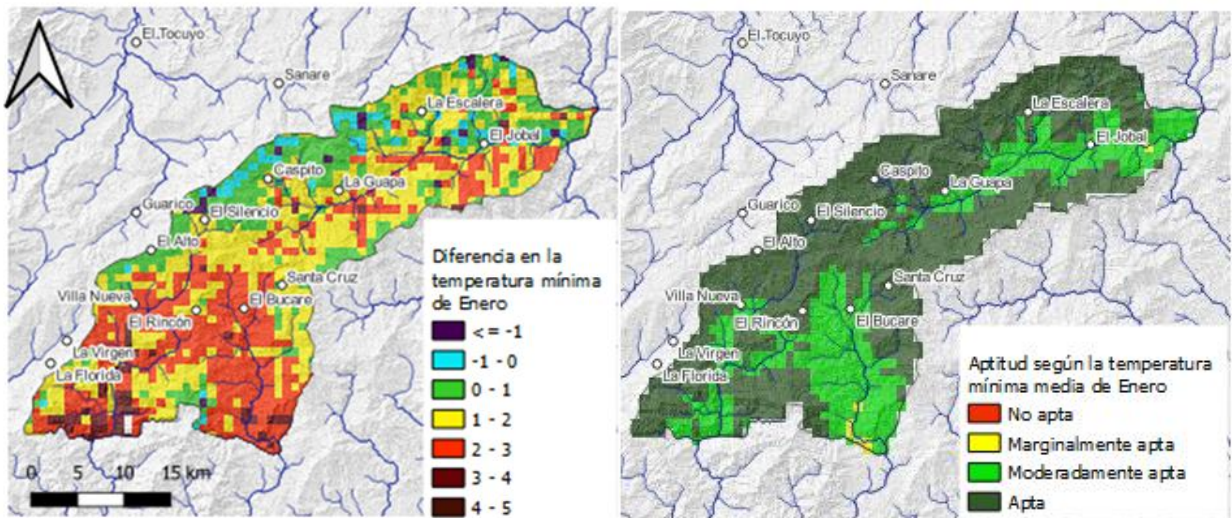 El Tocuyo
Sanare
La Escalera
El Jobal
Caspito
La Guapa
Guarico
El Silencio
El Alto
Santa Cruz
Villa Nueva
El Bucare
El Rincón
La Virgen
La Florida
0 5 10 15 km
Diferencia en la
temperatura mínima
de Enero
<= -1
-1 - 0
0 - 1
1 - 2
2 - 3
3 - 4
4 - 5
El Tocuyo
Sanare
La Escalera
El Jobal
Caspito
La Guapa
Guarico
El Silencio
El Alto
Santa Cruz
Villa Nueva
El Rincón
El Bucare
La Virgen
La Florida
Aptitud según la temperatura
mínima media de Enero
No apta
Marginalmente apta
Moderadamente apta
Apta